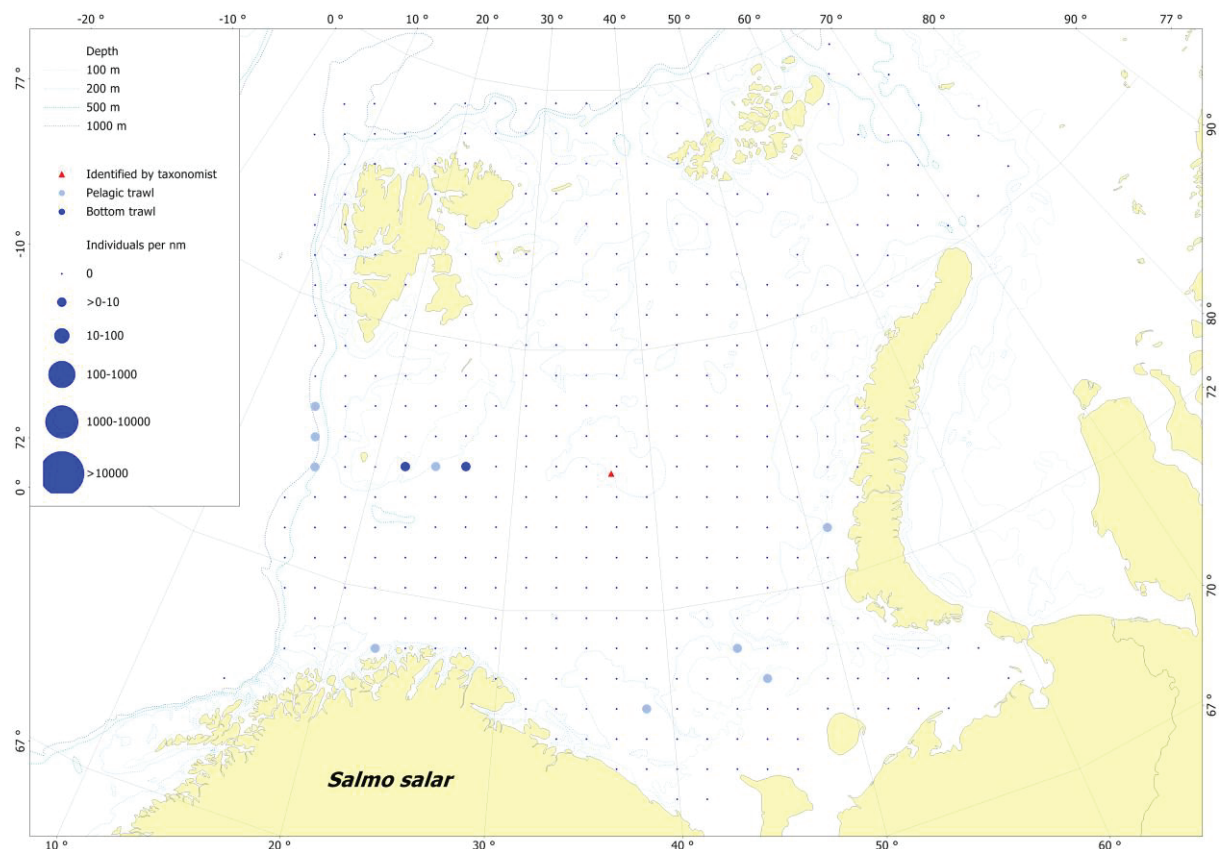 -20 ° -10 ° 0 ° 10 ° 20 ° 30 ° 40 ° 50 ° 60 ° 70 ° 80 ° 90 ° 77 °
Depth
100 m
200 m
500 m
1000 m
Identified by taxonomist
Pelagic trawl
Bottom trawl
Individuals per nm
0
>0-10
10-100
100-1000
1000-10000
>10000
77 °
-10 °
72 °
0 °
67 °
90 °
80 °
72 °
70 °
67 °
Salmo salar
10 ° 20 ° 30 ° 40 ° 50 ° 60 °